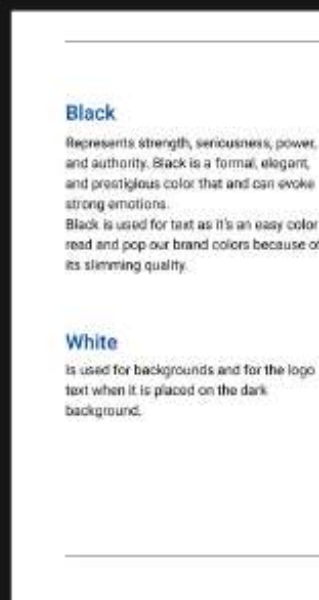 Black
Represents strength, seriousness, power,
and authority. Black is a formal, elegant,
and prestigious color that and can evoke
strong emotions.
Black is used for text as it's an easy color
read and pop our brand colors because of
its slimming quality.
White
Is used for backgrounds and for the logo
text when it is placed on the dark
background.